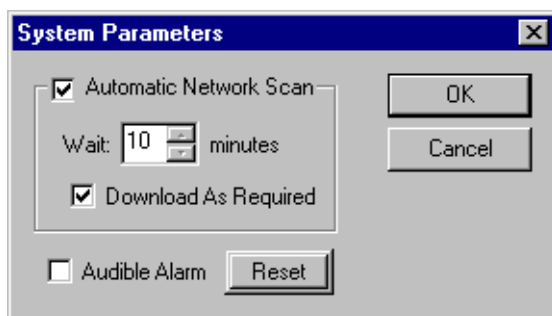 System Parameters
Automatic Network Scan
OK
Wait: 10 minutes
Cancel
Download As Required
Audible Alarm Reset